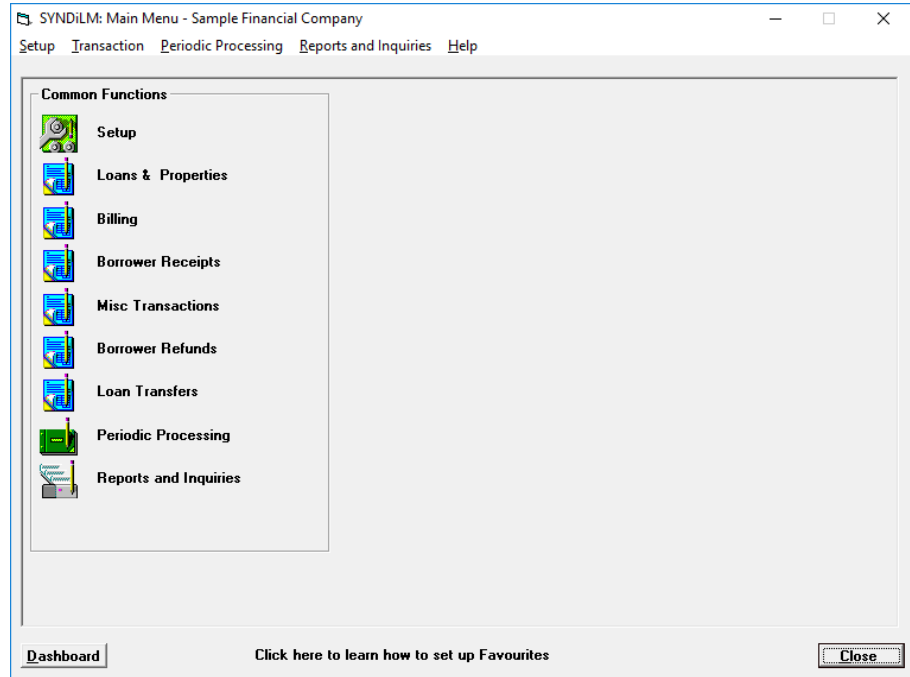 SYNDiLM: Main Menu - Sample Financial Company
Setup Transaction Periodic Processing Reports and Inquiries Help
Common Functions
Setup
Loans & Properties
Billing
Borrower Receipts
Misc Transactions
Borrower Refunds
Loan Transfers
Periodic Processing
Reports and Inquiries
Dashboard Click here to learn how to set up Favourites Close